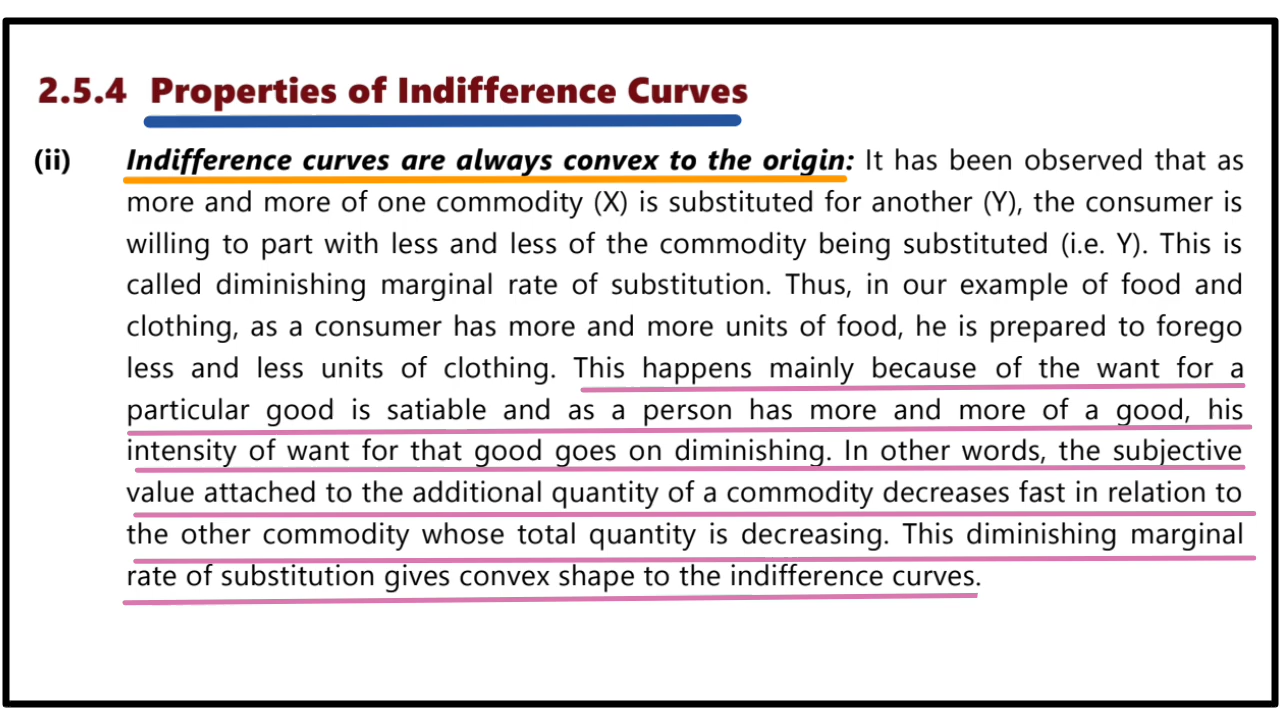 2.5.4 Properties of Indifference Curves
(ii) Indifference curves are always convex to the origin: It has been observed that as
more and more of one commodity (X) is substituted for another (Y), the consumer is
willing to part with less and less of the commodity being substituted (i.e. Y). This is
called diminishing marginal rate of substitution. Thus, in our example of food and
clothing, as a consumer has more and more units of food, he is prepared to forego
less and less units of clothing. This happens mainly because of the want for a
particular good is satiable and as a person has more and more of a good, his
intensity of want for that good goes on diminishing. In other words, the subjective
value attached to the additional quantity of a commodity decreases fast in relation to
the other commodity whose total quantity is decreasing. This diminishing marginal
rate of substitution gives convex shape to the indifference curves.